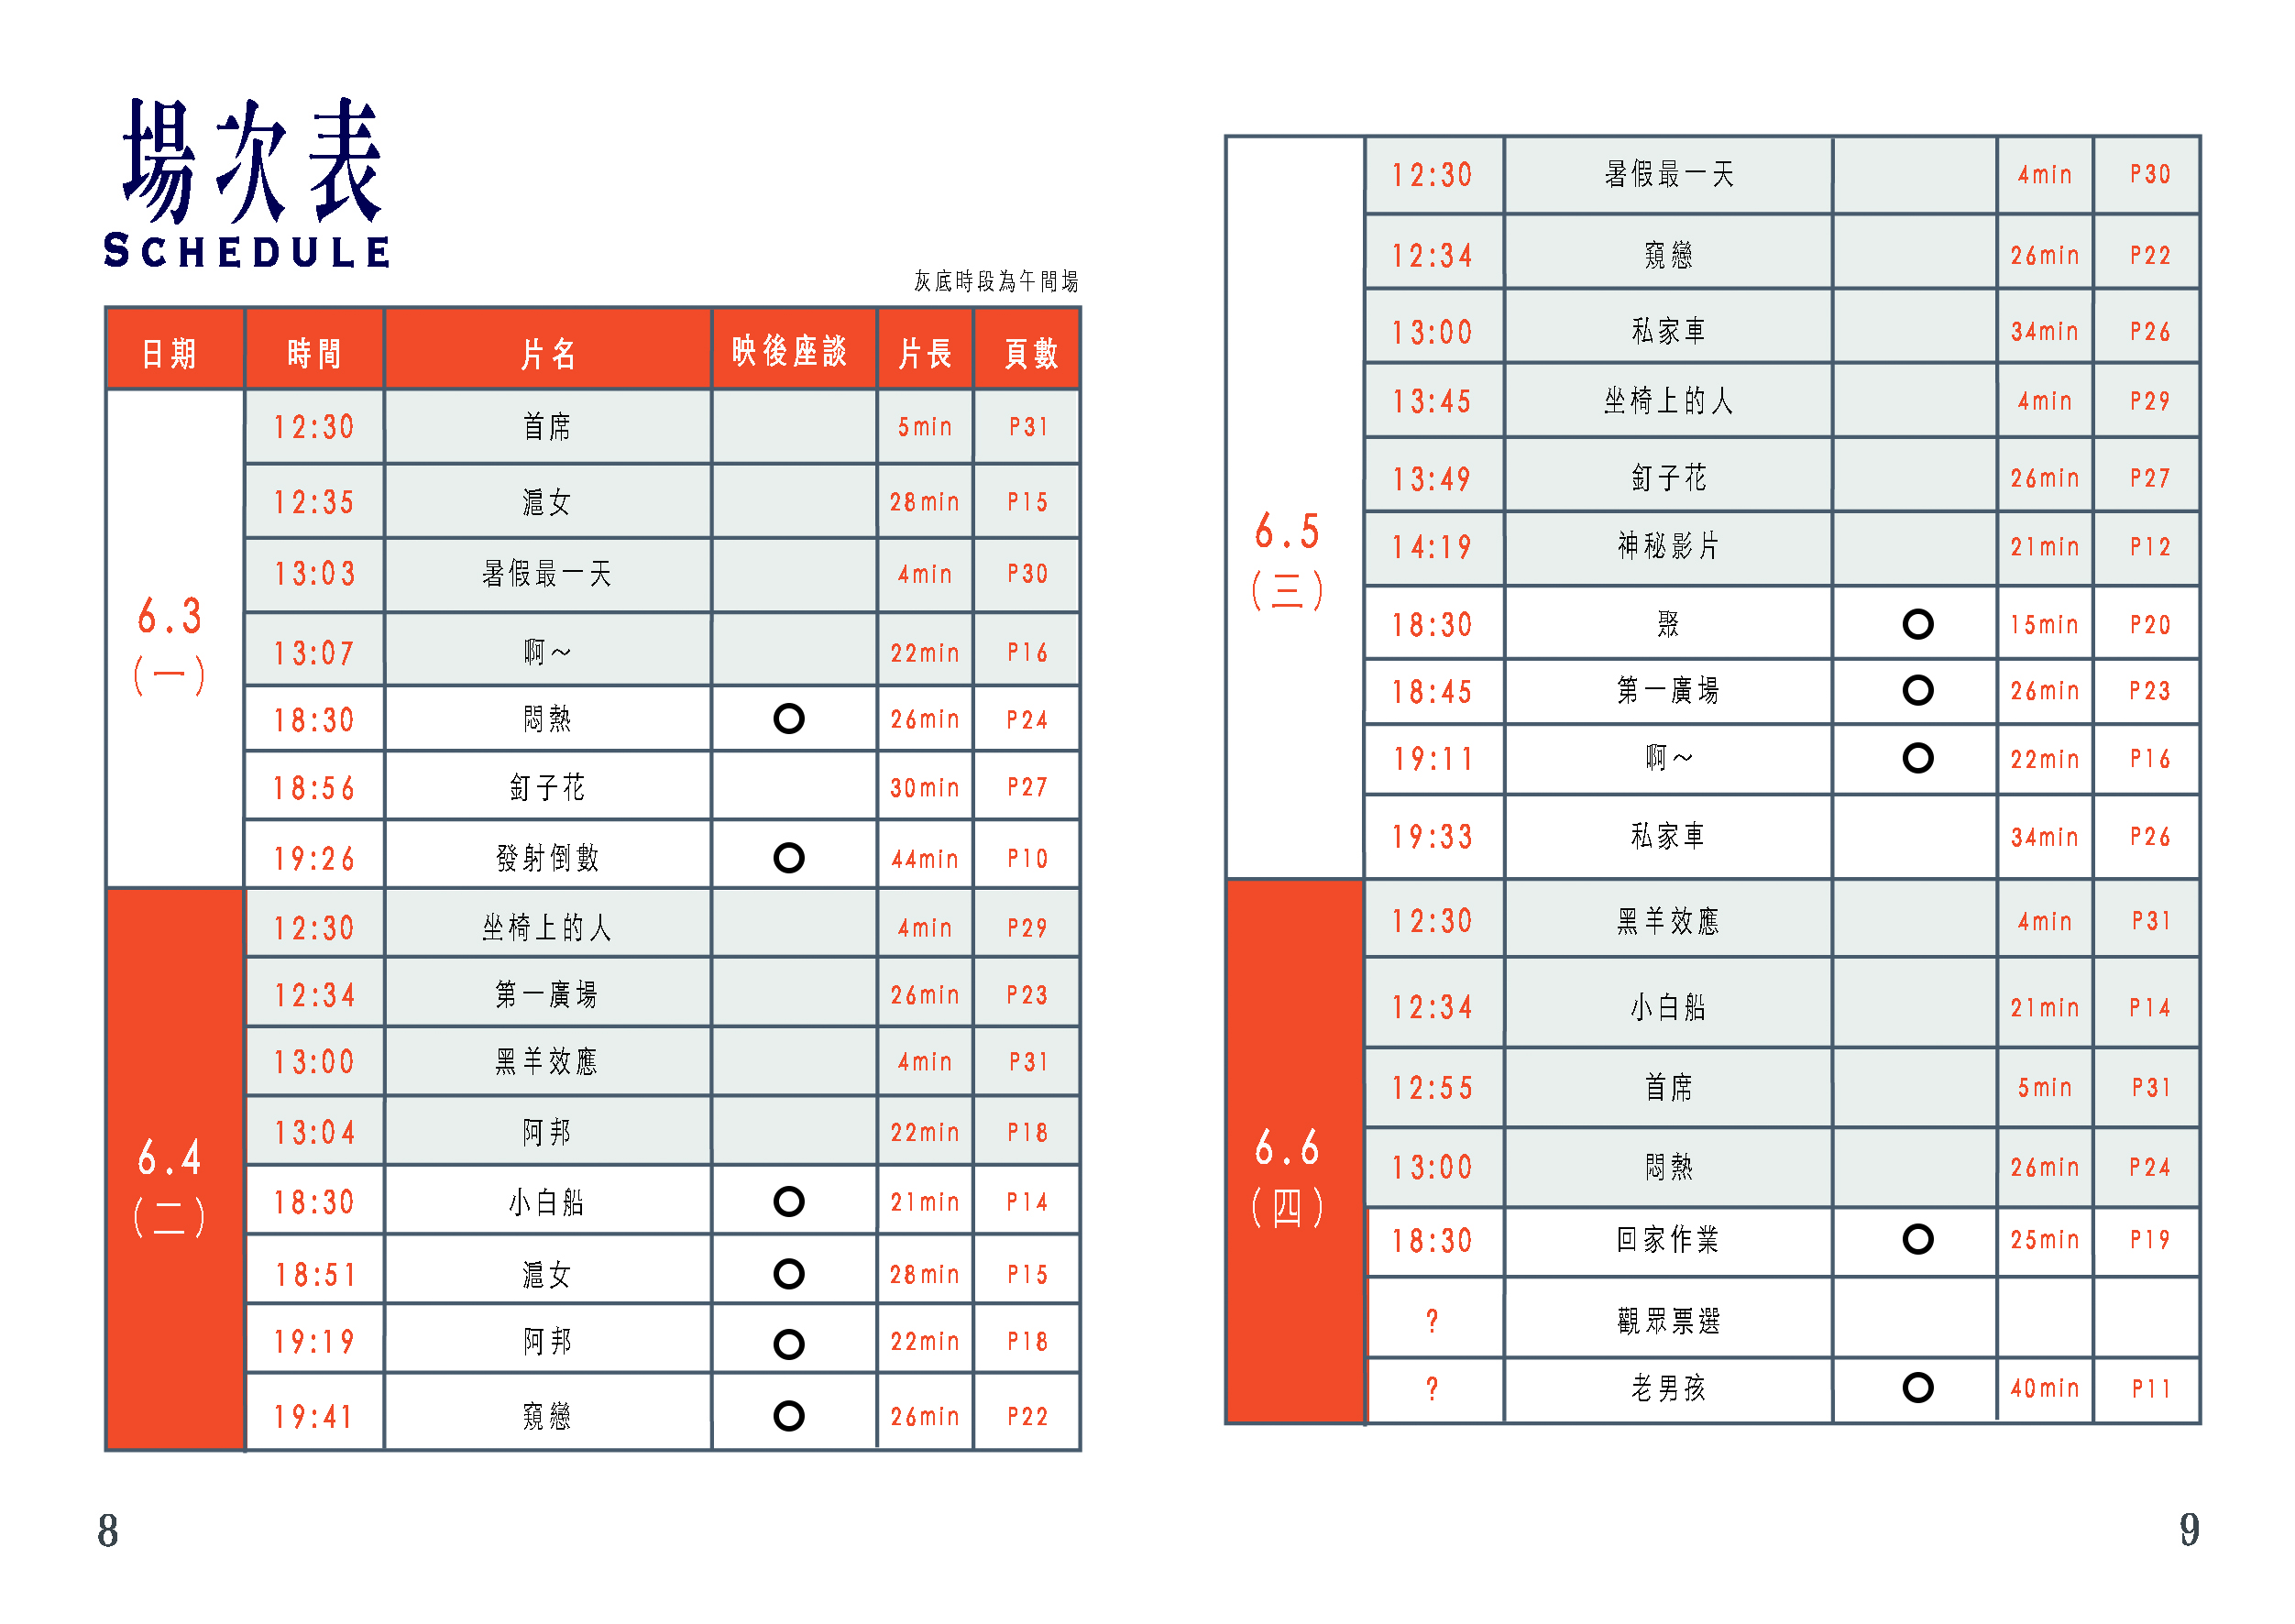 場次表
SCHEDULE
灰底時段為午間場
日期 時間 片名 映後座談 片長 頁數
6.3
(一)
12:30 首席 5min P31
12:35 滬女 28min P15
13:03 暑假最一天 4min P30
13:07 啊～ 22min P16
18:30 悶熱 26min P24
18:56 釘子花 30min P27
19:26 發射倒數 44min P10
6.4
(二)
12:30 坐椅上的人 4min P29
12:34 第一廣場 26min P23
13:00 黑羊效應 4min P31
13:04 阿邦 22min P18
18:30 小白船 21min P14
18:51 滬女 28min P15
19:19 阿邦 22min P18
19:41 窺戀 26min P22
8
6.5
(三)
12:30 暑假最一天 4min P30
12:34 窺戀 26min P22
13:00 私家車 34min P26
13:45 坐椅上的人 4min P29
13:49 釘子花 26min P27
14:19 神秘影片 21min P12
18:30 聚 15min P20
18:45 第一廣場 26min P23
19:11 啊～ 22min P16
19:33 私家車 34min P26
6.6
(四)
12:30 黑羊效應 4min P31
12:34 小白船 21min P14
12:55 首席 5min P31
13:00 悶熱 26min P24
18:30 回家作業 25min P19
? 觀眾票選
? 老男孩 40min P11
9